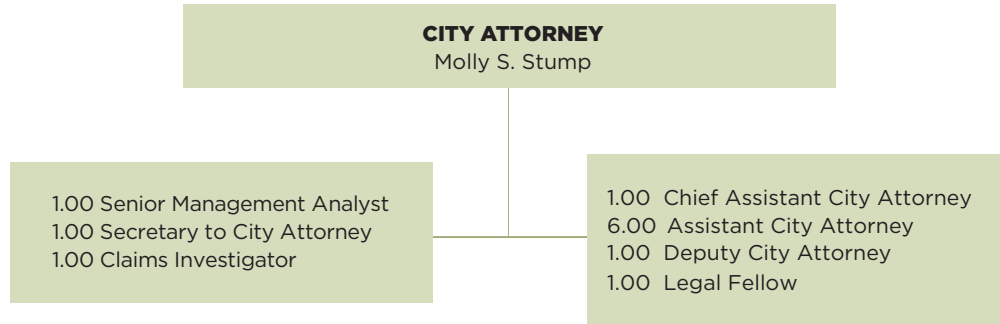 CITY ATTORNEY
Molly S. Stump
1.00 Senior Management Analyst
1.00 Secretary to City Attorney
1.00 Claims Investigator
1.00 Chief Assistant City Attorney
6.00 Assistant City Attorney
1.00 Deputy City Attorney
1.00 Legal Fellow